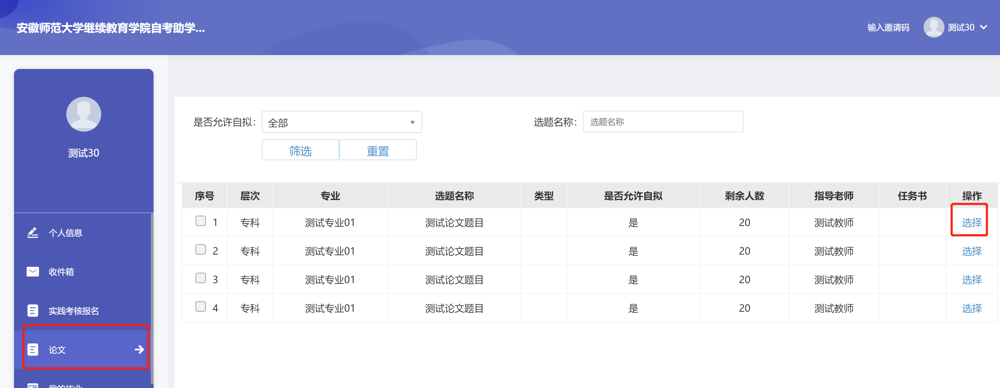 安徽师范大学继续教育学院自考助学...
输入邀请码
测试30
测试30
个人信息
收件箱
实践考核报名
论文
我的毕业
是否允许自拟： 全部
选题名称： 选题名称
筛选 重置
序号 层次 专业 选题名称 类型 是否允许自拟 剩余人数 指导老师 任务书 操作
1 专科 测试专业01 测试论文题目 是 20 测试教师 选择
2 专科 测试专业01 测试论文题目 是 20 测试教师 选择
3 专科 测试专业01 测试论文题目 是 20 测试教师 选择
4 专科 测试专业01 测试论文题目 是 20 测试教师 选择